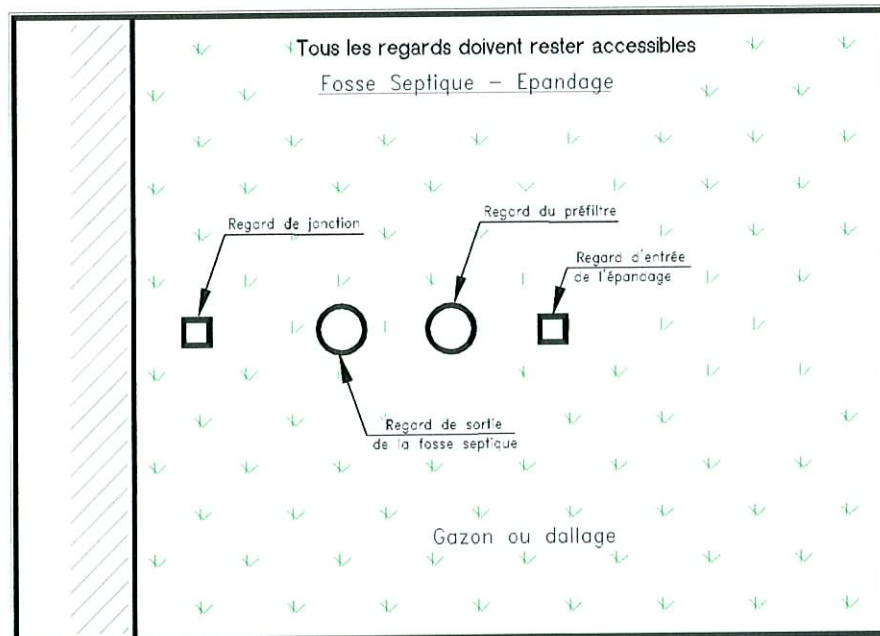 Tous les regards doivent rester accessibles
Fosse Septique – Epandage
Regard de jonction
Regard du préfiltre
Regard d'entrée
de l'épandage
Regard de sortie
de la fosse septique
Gazon ou dallage